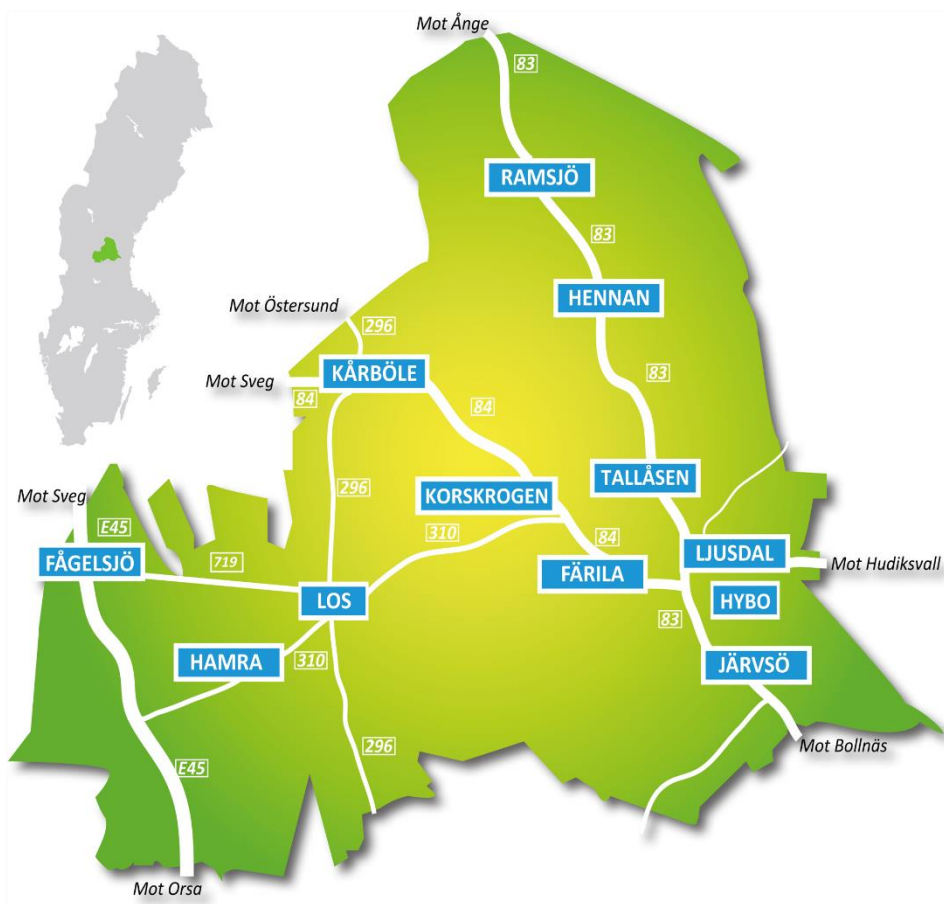 Mot Ånge
83
RAMSJÖ
83
HENNAN
Mot Östersund
296
KÅRBÖLE
Mot Sveg
84
83
84
TALLÅSEN
KORSKROGEN
296
Mot Sveg
E45
310
84
LJUSDAL
FÅGELSJÖ
719
FÄRILA
Mot Hudiksvall
LOS
HYBO
83
HAMRA
310
JÄRVSÖ
296
Mot Bollnäs
E45
Mot Orsa